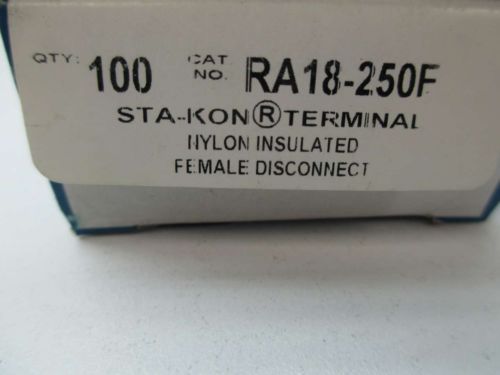 QTY: 100 CAT. NO. RA18-250F
STA-KON®TERMINAL
NYLON INSULATED
FEMALE DISCONNECT